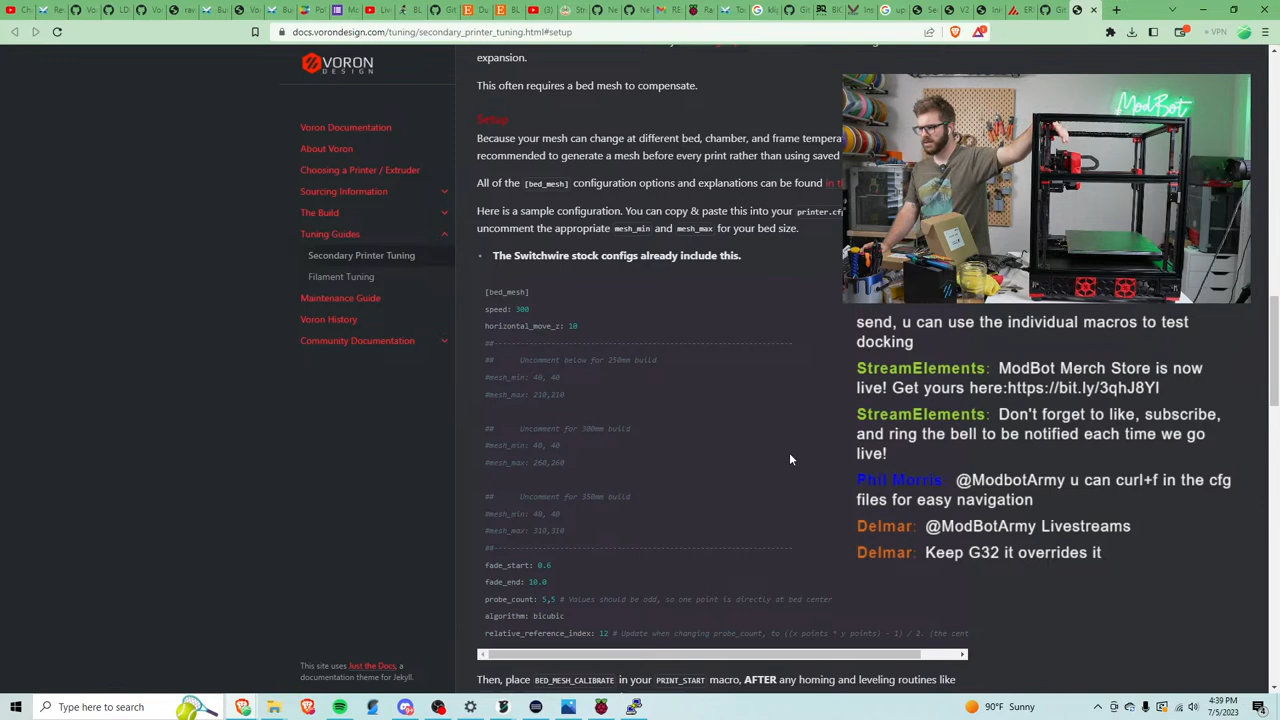 docs.vorondesign.com/tuning/secondary_printer_tuning.html#setup
VPN
VORON
DESIGN
Voron Documentation
About Voron
Choosing a Printer / Extruder
Sourcing Information
The Build
Tuning Guides
Secondary Printer Tuning
Filament Tuning
Maintenance Guide
Voron History
Community Documentation
This site uses Just the Docs, a
documentation theme for Jekyll.
expansion.
This often requires a bed mesh to compensate.
Setup
Because your mesh can change at different bed, chamber, and frame tempera
recommended to generate a mesh before every print rather than using saved
All of the [bed_mesh] configuration options and explanations can be found in t
Here is a sample configuration. You can copy & paste this into your printer.cf
uncomment the appropriate mesh_min and mesh_max for your bed size.
• The Switchwire stock configs already include this.
[bed_mesh]
speed: 300
horizontal_move_z: 10
##
## Uncomment below for 250mm build
#mesh_min: 40, 40
#mesh_max: 210,210
## Uncomment for 300mm build
#mesh_min: 40, 40
#mesh_max: 260,260
## Uncomment for 350mm build
#mesh_min: 40, 40
#mesh_max: 310,310
##
fade_start: 0.6
fade_end: 10.0
probe_count: 5,5 # Values should be odd, so one point is directly at bed center
algorithm: bicubic
relative_reference_index: 12 # Update when changing probe_count, to ((x points * y points) - 1) / 2. (the cent
Then, place BED_MESH_CALIBRATE in your PRINT_START macro, AFTER any homing and leveling routines like
ModBot
send, u can use the individual macros to test
docking
StreamElements: ModBot Merch Store is now
live! Get yours here:https://bit.ly/3qhJ8YI
StreamElements: Don't forget to like, subscribe,
and ring the bell to be notified each time we go
live!
Phil Morris: @ModbotArmy u can curl+f in the cfg
files for easy navigation
Delmar: @ModBotArmy Livestreams
Delmar: Keep G32 it overrides it
Type here to search
90°F Sunny
4:39 PM
7/5/2023